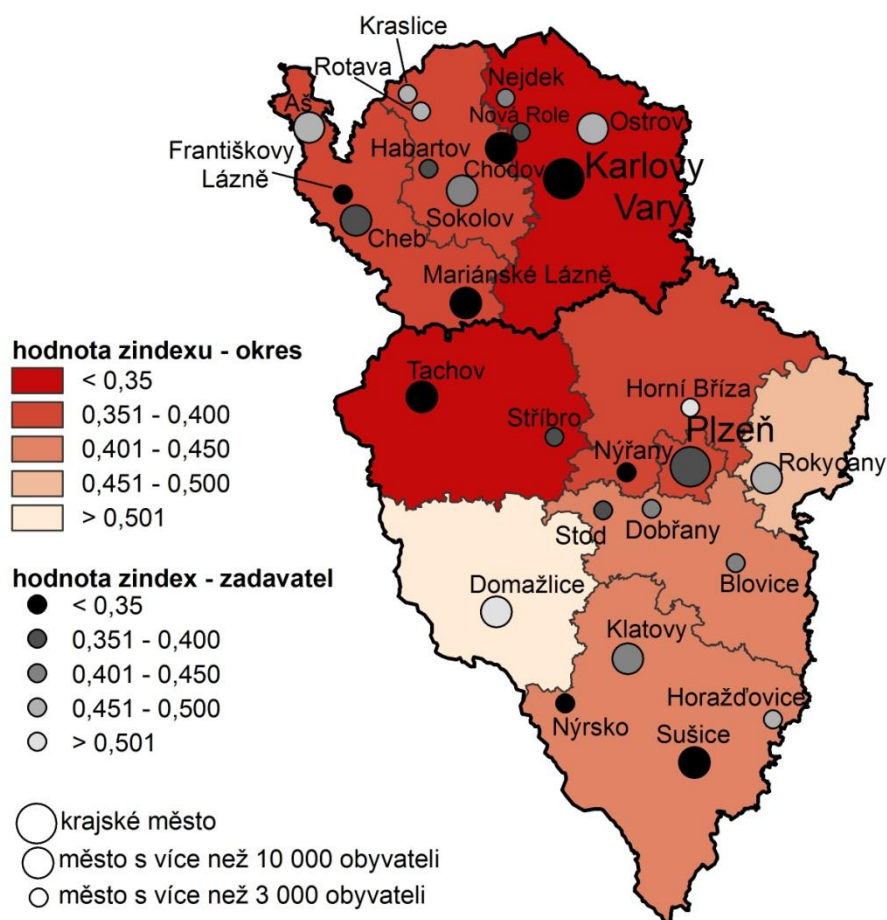 Kraslice
Rotava
Nejdek
Aš
Nová Role
Ostrov
Františkovy
Lázně
Habartov
Chodov
Karlovy
Vary
Sokolov
Cheb
Mariánské Lázně
hodnota zindexu - okres
< 0,35
0,351 - 0,400
0,401 - 0,450
0,451 - 0,500
> 0,501
Tachov
Horní Bříza
Stříbro
Plzeň
Nýřany
Rokycany
Stod
Dobřany
Blovice
Domažlice
Klatovy
Horažďovice
Nýrsko
Sušice
hodnota zindex - zadavatel
< 0,35
0,351 - 0,400
0,401 - 0,450
0,451 - 0,500
> 0,501
krajské město
město s více než 10 000 obyvateli
město s více než 3 000 obyvateli